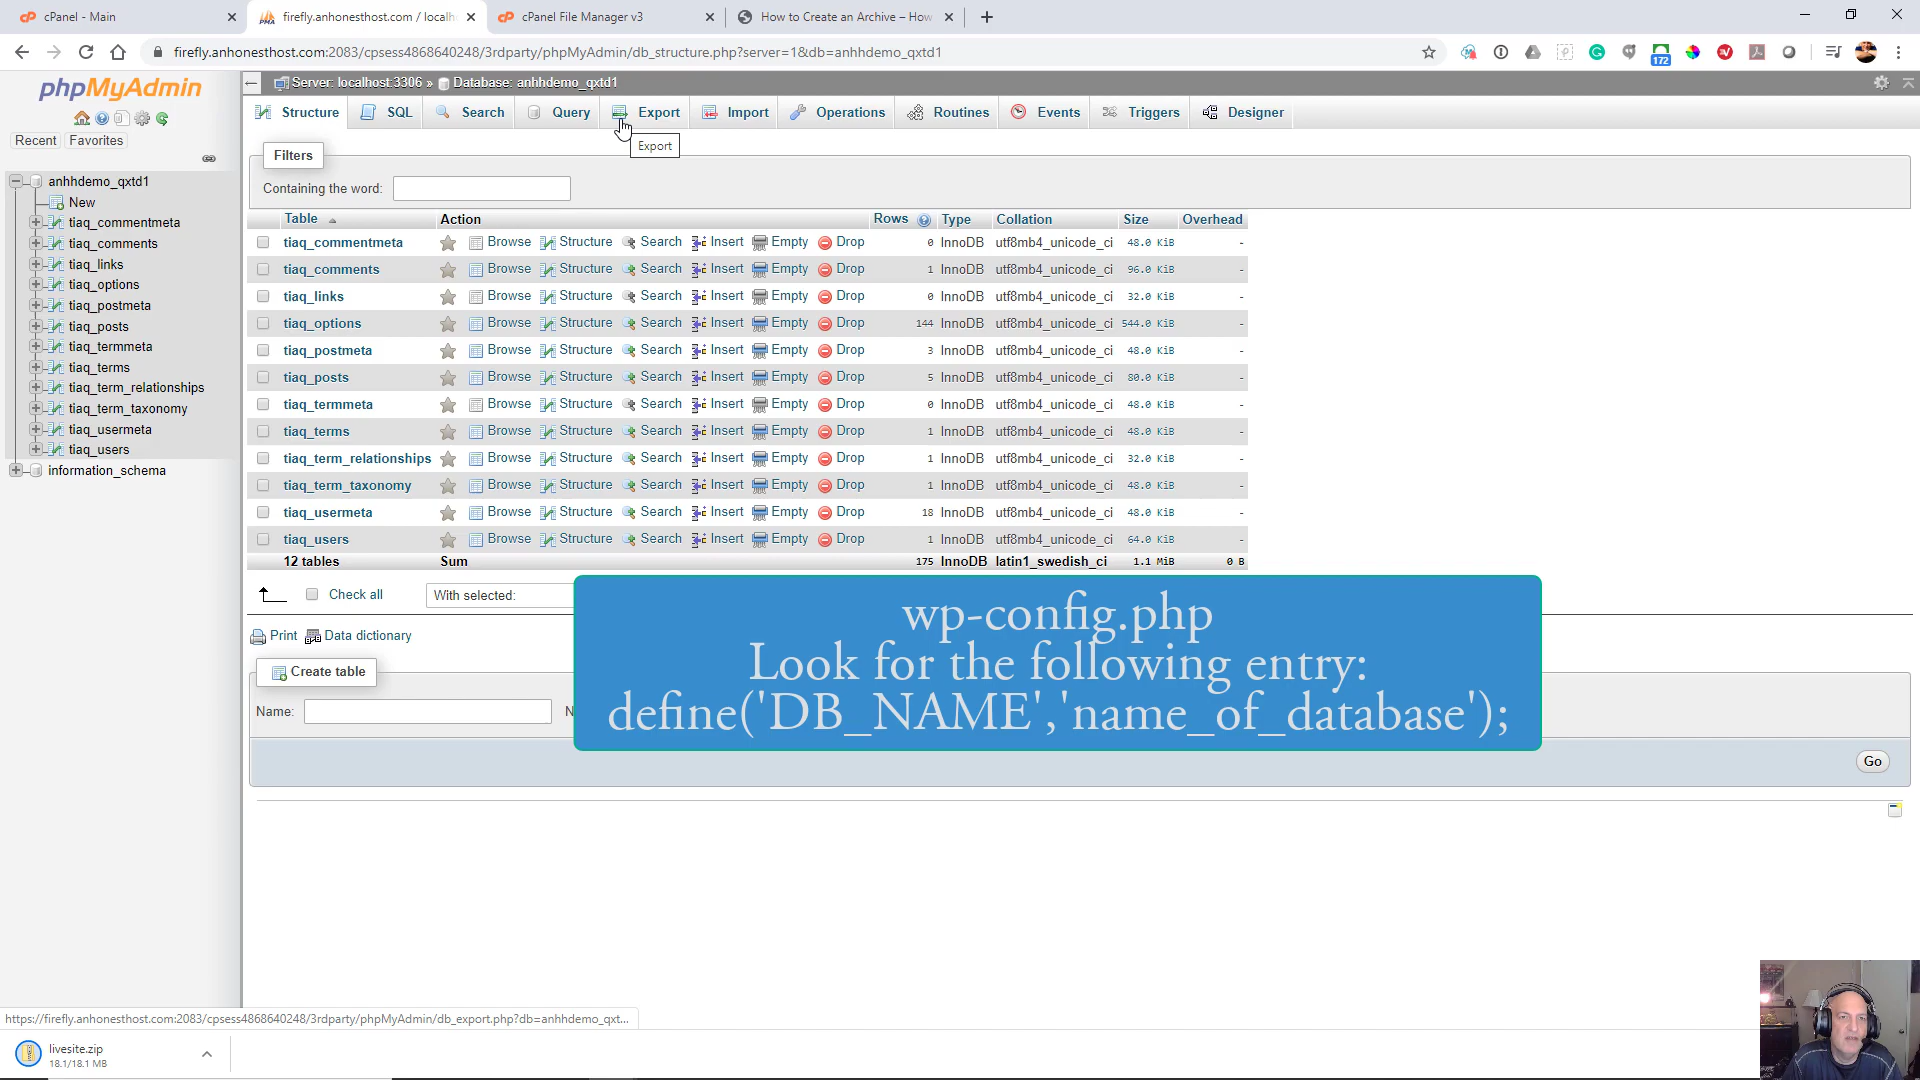 cPanel - Main
firefly.anhonesthost.com / localh
cPanel File Manager v3
How to Create an Archive – How
firefly.anhonesthost.com:2083/cpsess4868640248/3rdparty/phpMyAdmin/db_structure.php?server=1&db=anhhdemo_qxtd1
172
phpMyAdmin
Recent Favorites
anhhdemo_qxtd1
New
tiaq_commentmeta
tiaq_comments
tiaq_links
tiaq_options
tiaq_postmeta
tiaq_posts
tiaq_termmeta
tiaq_terms
tiaq_term_relationships
tiaq_term_taxonomy
tiaq_usermeta
tiaq_users
information_schema
Server: localhost:3306 » Database: anhhdemo_qxtd1
Structure SQL Search Query Export Import Operations Routines Events Triggers Designer
Export
Filters
Containing the word:
Table Action Rows Type Collation Size Overhead
tiaq_commentmeta Browse Structure Search Insert Empty Drop 0 InnoDB utf8mb4_unicode_ci 48.0 KiB -
tiaq_comments Browse Structure Search Insert Empty Drop 1 InnoDB utf8mb4_unicode_ci 96.0 KiB -
tiaq_links Browse Structure Search Insert Empty Drop 0 InnoDB utf8mb4_unicode_ci 32.0 KiB -
tiaq_options Browse Structure Search Insert Empty Drop 144 InnoDB utf8mb4_unicode_ci 544.0 KiB -
tiaq_postmeta Browse Structure Search Insert Empty Drop 3 InnoDB utf8mb4_unicode_ci 48.0 KiB -
tiaq_posts Browse Structure Search Insert Empty Drop 5 InnoDB utf8mb4_unicode_ci 80.0 KiB -
tiaq_termmeta Browse Structure Search Insert Empty Drop 0 InnoDB utf8mb4_unicode_ci 48.0 KiB -
tiaq_terms Browse Structure Search Insert Empty Drop 1 InnoDB utf8mb4_unicode_ci 48.0 KiB -
tiaq_term_relationships Browse Structure Search Insert Empty Drop 1 InnoDB utf8mb4_unicode_ci 32.0 KiB -
tiaq_term_taxonomy Browse Structure Search Insert Empty Drop 1 InnoDB utf8mb4_unicode_ci 48.0 KiB -
tiaq_usermeta Browse Structure Search Insert Empty Drop 18 InnoDB utf8mb4_unicode_ci 48.0 KiB -
tiaq_users Browse Structure Search Insert Empty Drop 1 InnoDB utf8mb4_unicode_ci 64.0 KiB -
12 tables Sum 175 InnoDB latin1_swedish_ci 1.1 MiB 0 B
Check all With selected:
Print Data dictionary
Create table
Name: N
Go
wp-config.php
Look for the following entry:
define('DB_NAME','name_of_database');
https://firefly.anhonesthost.com:2083/cpsess4868640248/3rdparty/phpMyAdmin/db_export.php?db=anhhdemo_qxt...
livesite.zip
18.1/18.1 MB